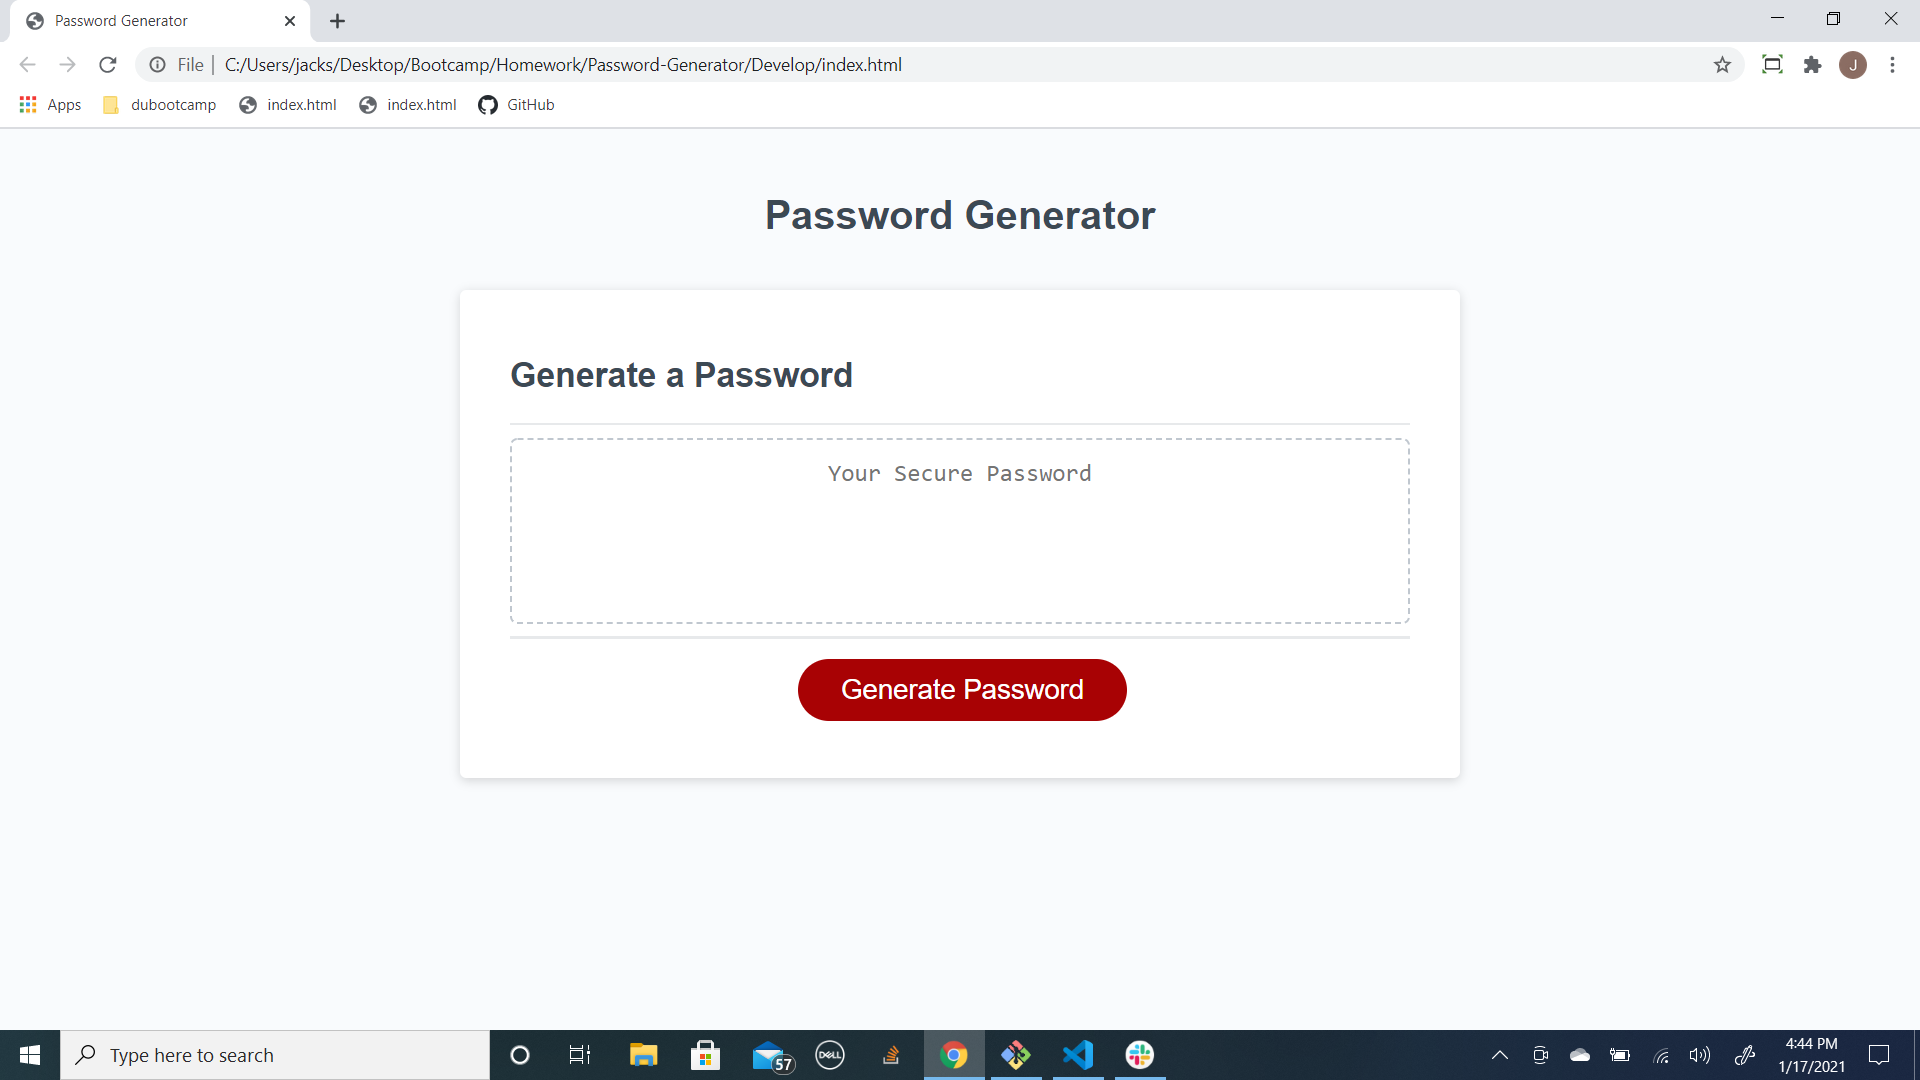 Password Generator
File | C:/Users/jacks/Desktop/Bootcamp/Homework/Password-Generator/Develop/index.html
J
Apps dubootcamp index.html index.html GitHub
Password Generator
Generate a Password
Your Secure Password
Generate Password
Type here to search
57
DELL
4:44 PM
1/17/2021